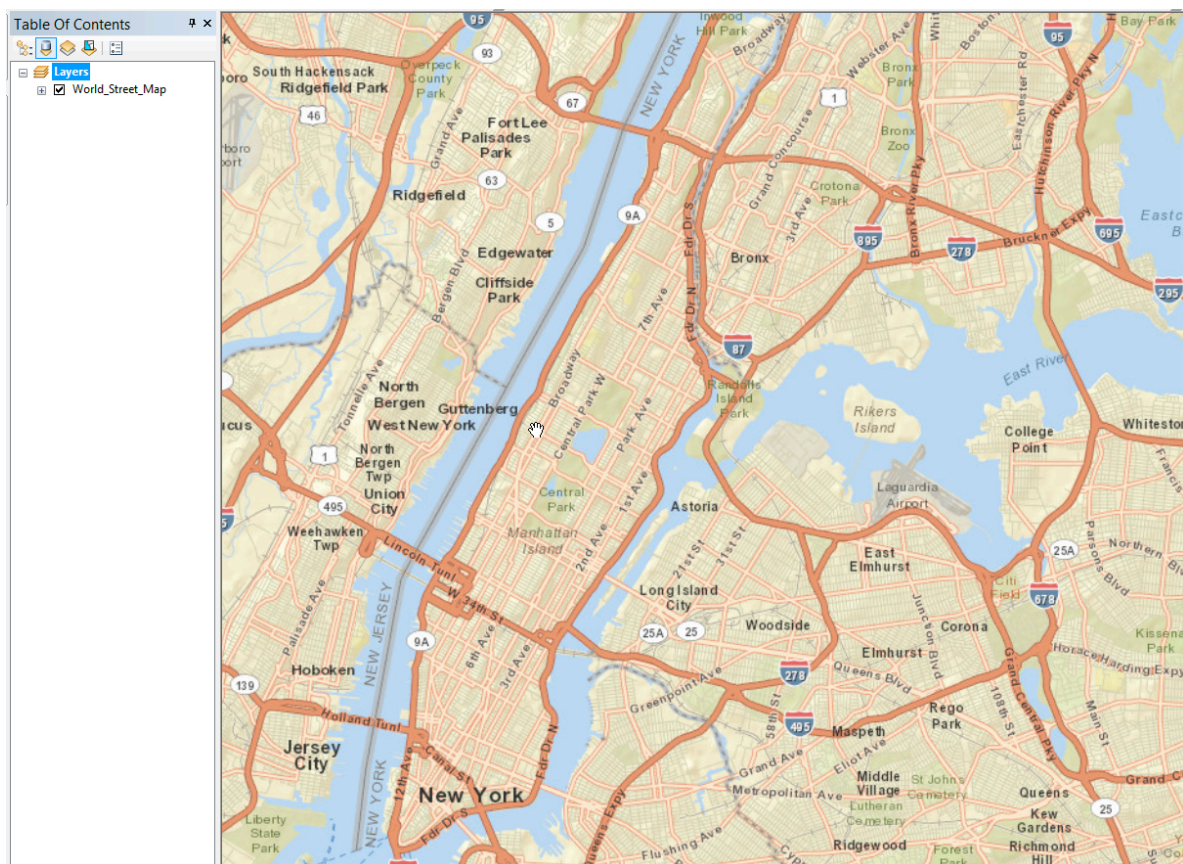 Table Of Contents
Layers
World_Street_Map
95
Inwood
Hill Park
Broadway
Webster Ave
Boston
95
Bay Park
93
Overpeck
County
Park
South Hackensack
Ridgefield Park
46
67
NEW YORK
Bronx
Park
1
Eastchester Rd
Hutchinson River Pky N
Fort Lee
Palisades
Park
Grand Ave
Grand Concourse
Bronx
Zoo
63
Ridgefield
5
9A
Fdr Dr S
3rd Ave
Crotona
Park
Bronx River Pky
895
278
Bruckner Expy
695
Edgewater
Bronx
Cliffside
Park
Bergen Blvd
7th Ave
Fdr Dr N
295
87
East River
Broadway
Tonnelle Ave
North
Bergen
Guttenberg
West New York
Central Park W
Park Ave
Randalls
Island
Park
Rikers
Island
College
Point
1
North
Bergen
Twp
Union
City
495
1st Ave
Central
Park
Astoria
Laguardia
Airport
Weehawken
Twp
Lincoln Tunl
Manhattan
Island
2nd Ave
21st St
31st St
East
Elmhurst
25A
Parsons Blvd
Northern
Long Island
City
Citi
Field
678
W 34th St
Palisade Ave
NEW JERSEY
9A
6th Ave
3rd Ave
25A
25
Woodside
Junction Blvd
Corona
Kissena
Park
Hoboken
Elmhurst
Horace Harding Expy
139
278
Queens Blvd
Greenpoint Ave
Grand Central Pky
108th St
Main St
Holland Tunl
58th St
495
Rego
Park
Maspeth
Jersey
City
Canal St
12th Ave
Fdr Dr N
Grand Ave
Eliot Ave
NEW YORK
New York
Metropolitan Ave
Middle
Village
St John's
Cemetery
Queens
25
Lutheran
Cemetery
Kew
Gardens
Liberty
State
Park
Fdr Dr S
Flushing Ave
Ridgewood
Forest
Park
Richmond
Hill